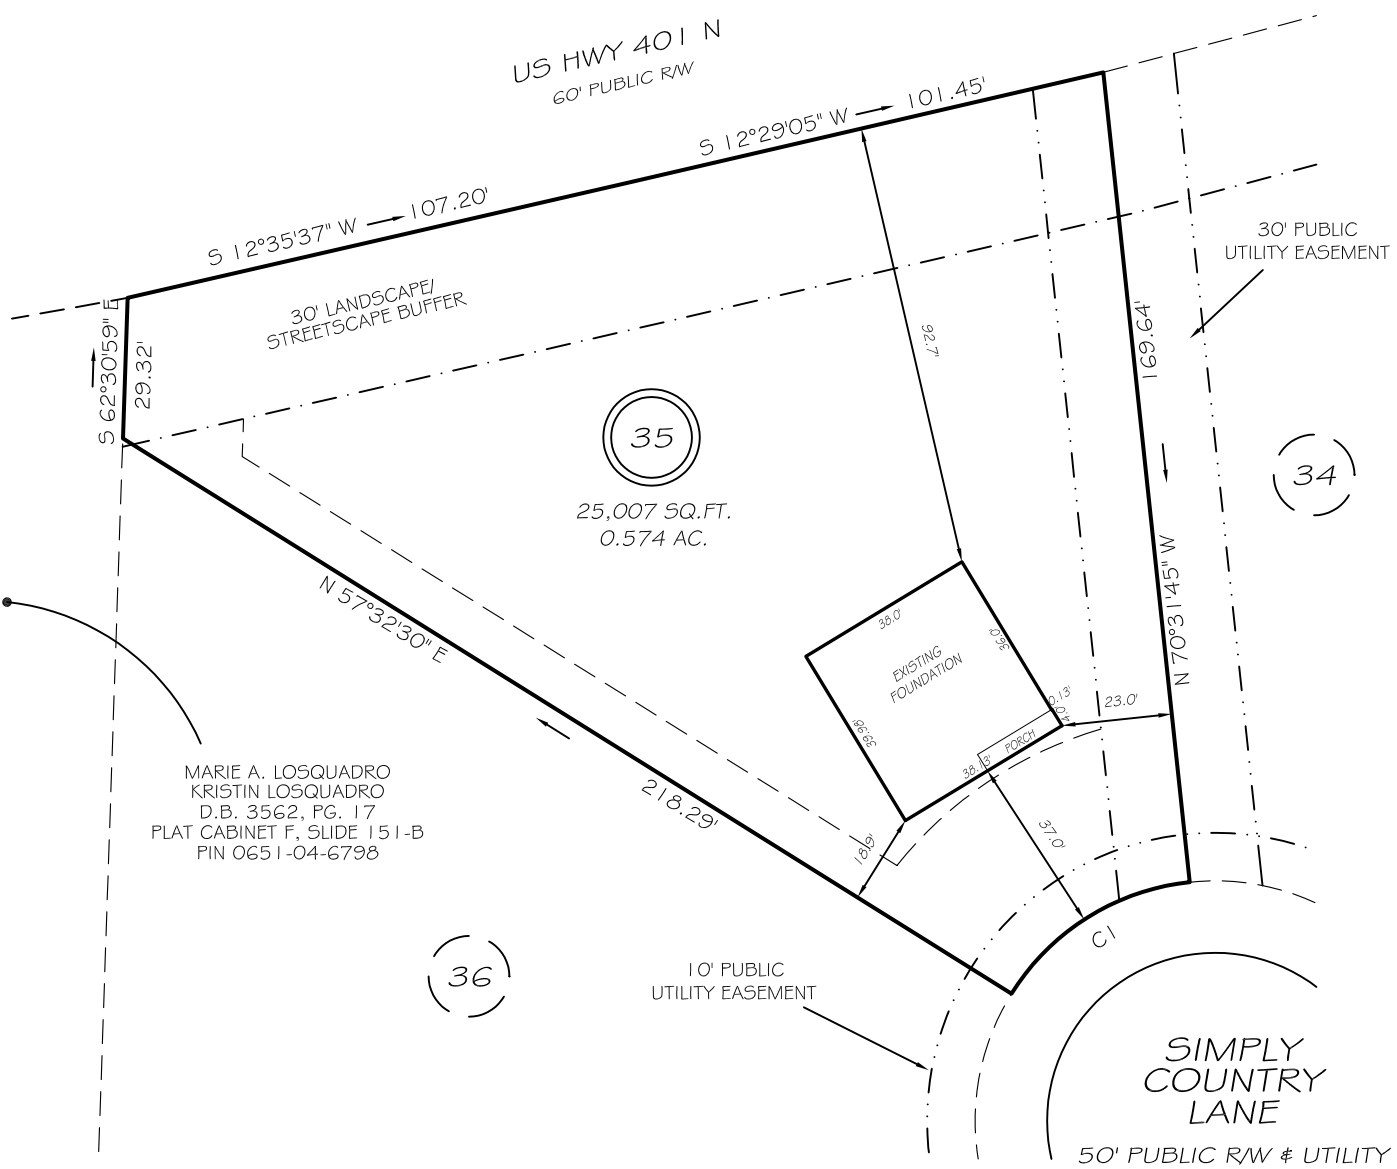 US HWY 401 N
60' PUBLIC R/W
S 12°29'05" W
101.45'
S 12°35'37" W
107.20'
30' PUBLIC
UTILITY EASEMENT
30' LANDSCAPE/
STREETSCAPE BUFFER
S 62°30'59" E
29.32'
92.7'
169.64'
35
25,007 SQ.FT.
0.574 AC.
34
N 57°32'30" E
218.29'
N 70°31'45" W
38.0'
36.0'
EXISTING
FOUNDATION
39.98'
0.13'
4.0'
23.0'
PORCH
38.13'
18.9'
37.0'
MARIE A. LOSQUADRO
KRISTIN LOSQUADRO
D.B. 3562, PG. 17
PLAT CABINET F, SLIDE 151-B
PIN 0651-04-6798
C1
36
10' PUBLIC
UTILITY EASEMENT
SIMPLY
COUNTRY
LANE
50' PUBLIC R/W & UTILITY